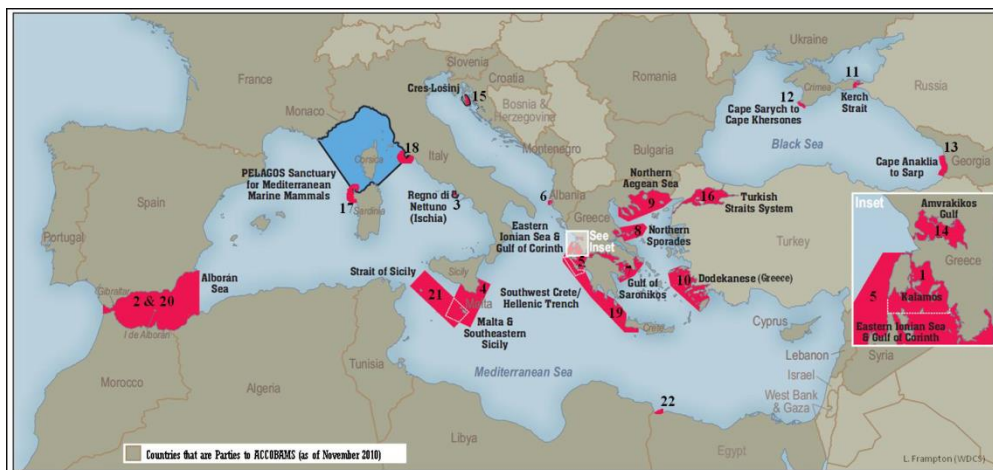 Ukraine
Russia
France
Slovenia
Croatia
Romania
Crimea
11
12
Kerch
Strait
Cape Sarych to
Cape Khersones
Black Sea
13
Cape Anaklia
to Sarp
Georgia
Monaco
Cres-Lošinj
15
Bosnia &
Herzegovina
Montenegro
Bulgaria
18
Corsica
Italy
PELAGOS Sanctuary
for Mediterranean
Marine Mammals
17
Sardinia
Regno di
Nettuno
(Ischia)
3
6
Albania
Northern
Aegean Sea
9
16
Turkish
Straits System
Greece
See
Inset
8
Northern
Sporades
Turkey
Eastern
Ionian Sea &
Gulf of Corinth
5
7
Gulf of
Saronikos
10
Dodekanese (Greece)
Spain
Portugal
Gibraltar
Alborán
Sea
2 & 20
I de Alborán
Strait of Sicily
Sicily
21
4
Malta
Malta &
Southeastern
Sicily
Southwest Crete/
Hellenic Trench
19
Crete
Cyprus
Lebanon
Syria
Israel
West Bank
& Gaza
Morocco
Algeria
Tunisia
Mediterranean Sea
22
Libya
Egypt
Inset
Amvrakikos
Gulf
14
Greece
1
Kalamos
5
Eastern Ionian Sea
& Gulf of Corinth
Countries that are Parties to ACCOBAMS (as of November 2010)
L. Frampton (WDCS)